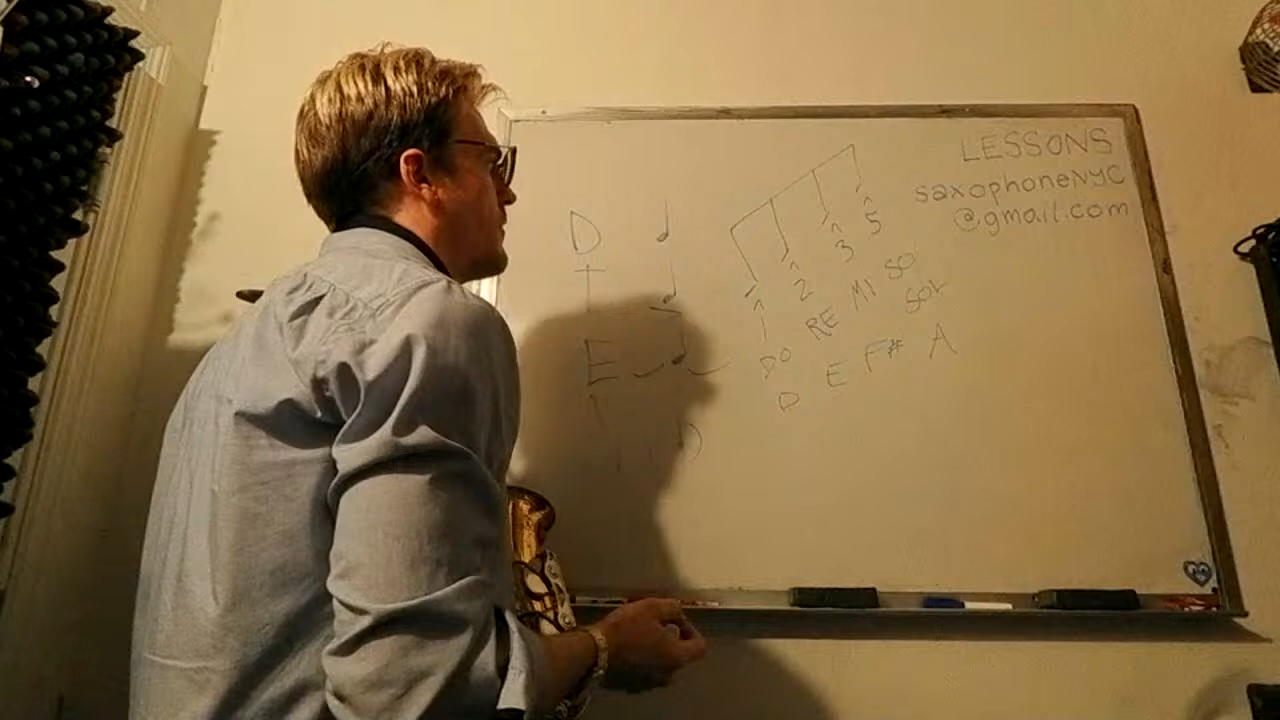 LESSONS
saxophoneNYC
@gmail.com
D
T
E
1 2 3 5
DO RE MI SO
SOL
D E F# A
D